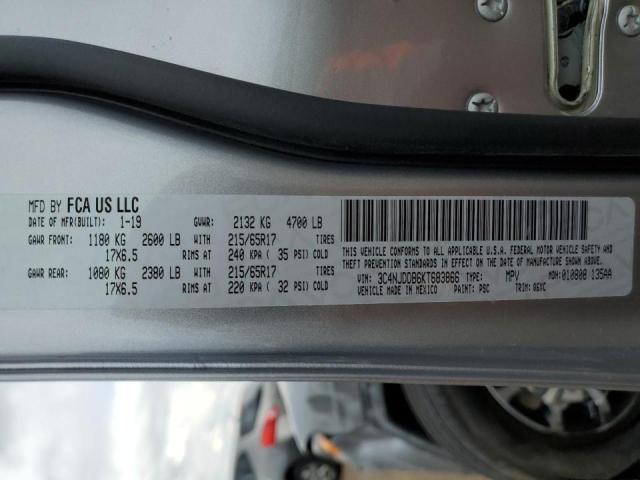 MFD BY FCA US LLC
DATE OF MFR(BUILT): 1-19 GVWR: 2132 KG 4700 LB
GAWR FRONT: 1180 KG 2600 LB WITH 215/65R17 TIRES
17X6.5 RIMS AT 240 KPA ( 35 PSI) COLD
GAWR REAR: 1080 KG 2380 LB WITH 215/65R17 TIRES
17X6.5 RIMS AT 220 KPA ( 32 PSI) COLD
THIS VEHICLE CONFORMS TO ALL APPLICABLE U.S.A. FEDERAL MOTOR VEHICLE SAFETY AND
THEFT PREVENTION STANDARDS IN EFFECT ON THE DATE OF MANUFACTURE SHOWN ABOVE.
VIN: 3C4NJDDB6KT683866 TYPE: MPV MDH:010808 135AA
VEHICLE MADE IN MEXICO PAINT: PSC TRIM: